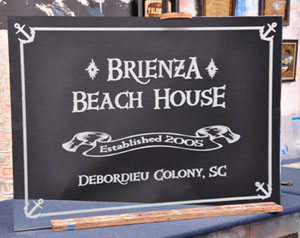 BRIENZA
BEACH HOUSE
Established 2005
DEBORDIEU COLONY, SC